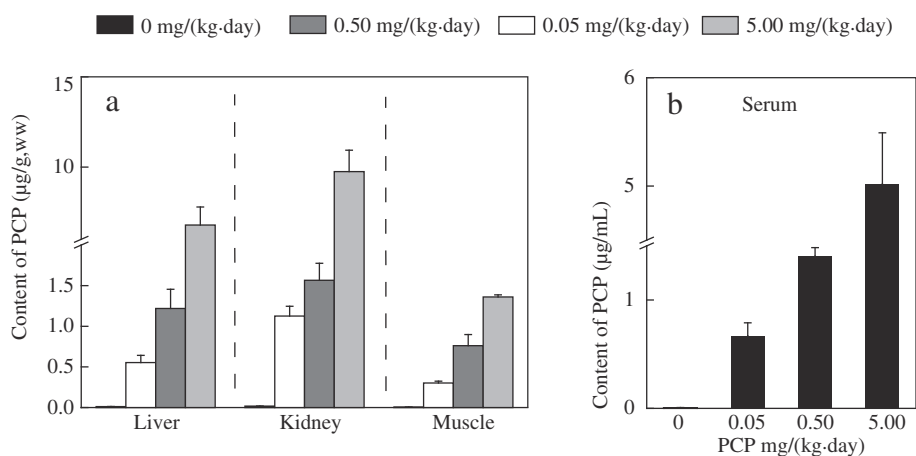 0 mg/(kg·day) 0.50 mg/(kg·day) 0.05 mg/(kg·day) 5.00 mg/(kg·day)
a
Content of PCP (μg/g,ww)
15
10
1.5
1.0
0.5
0.0
Liver Kidney Muscle
b Serum
Content of PCP (μg/mL)
6
5
1
0
0 0.05 0.50 5.00
PCP mg/(kg·day)